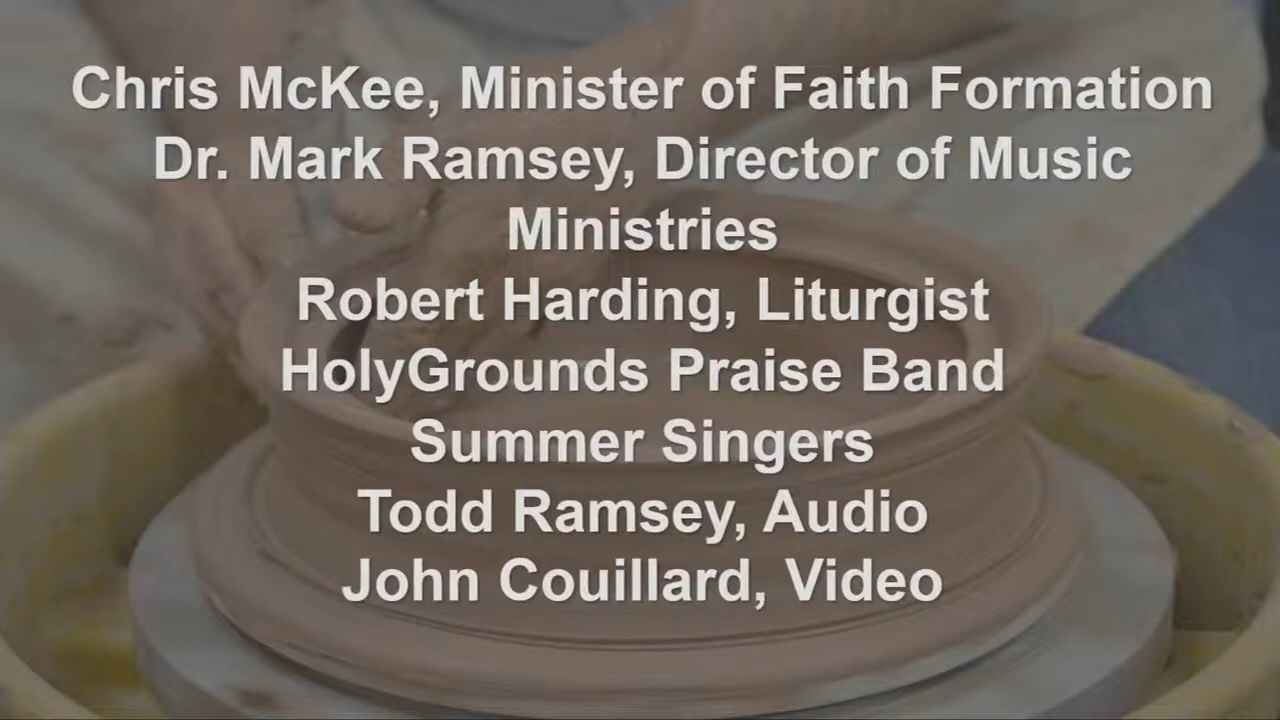 Chris McKee, Minister of Faith Formation
Dr. Mark Ramsey, Director of Music
Ministries
Robert Harding, Liturgist
HolyGrounds Praise Band
Summer Singers
Todd Ramsey, Audio
John Couillard, Video